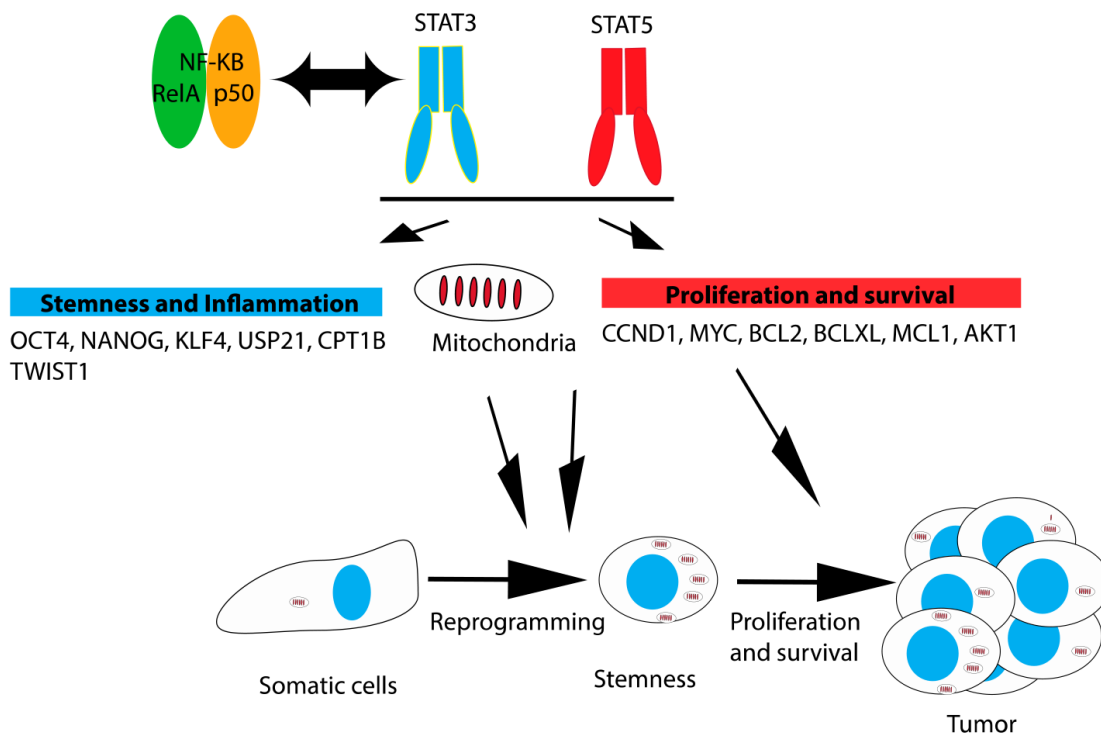 STAT3
STAT5
NF-KB
RelA p50
Stemness and Inflammation
OCT4, NANOG, KLF4, USP21, CPT1B
TWIST1
Mitochondria
Proliferation and survival
CCND1, MYC, BCL2, BCLXL, MCL1, AKT1
Reprogramming
Proliferation
and survival
Somatic cells
Stemness
Tumor